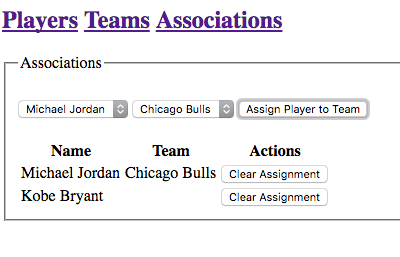 Players Teams Associations
Associations
Michael Jordan Chicago Bulls Assign Player to Team
Name Team Actions
Michael Jordan Chicago Bulls Clear Assignment
Kobe Bryant Clear Assignment